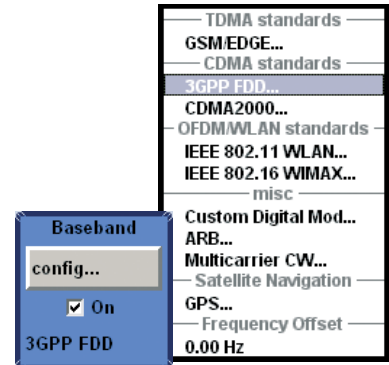 TDMA standards
GSM/EDGE...
CDMA standards
3GPP FDD...
CDMA2000...
OFDM/WLAN standards
IEEE 802.11 WLAN...
IEEE 802.16 WIMAX...
misc
Custom Digital Mod...
ARB...
Multicarrier CW...
Satellite Navigation
GPS...
Frequency Offset
0.00 Hz
Baseband
config...
On
3GPP FDD